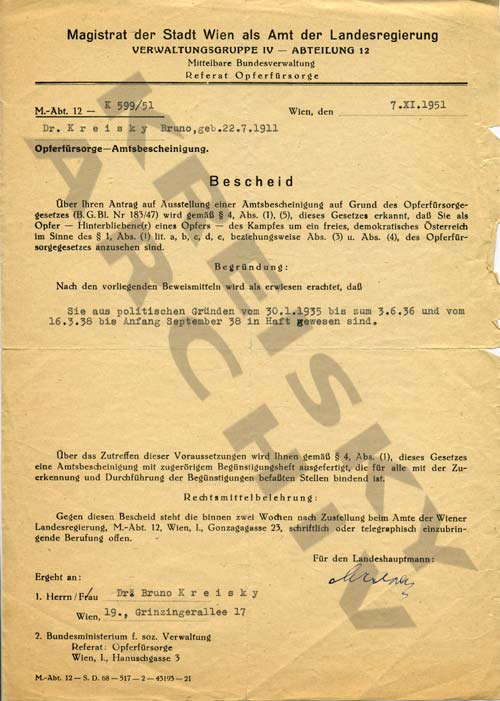 Magistrat der Stadt Wien als Amt der Landesregierung
VERWALTUNGSGRUPPE IV — ABTEILUNG 12
Mittelbare Bundesverwaltung
Referat Opferfürsorge
M.-Abt. 12 — K 599/51
Wien, den 7.XI.1951
Dr. K r e i s k y Bruno,geb.22.7.1911
Opferfürsorge-Amtsbescheinigung.
Bescheid
Über Ihren Antrag auf Ausstellung einer Amtsbescheinigung auf Grund des Opferfürsorge-
gesetzes (B. G. Bl. Nr 183/47) wird gemäß § 4, Abs. (1), (5), dieses Gesetzes erkannt, daß Sie als
Opfer — Hinterbliebene(r) eines Opfers — des Kampfes um ein freies, demokratisches Österreich
im Sinne des § 1, Abs. (1) lit. a, b, c, d, e, beziehungsweise Abs. (3) u. Abs. (4), des Opferfür-
sorgegesetzes anzusehen sind.
Begründung:
Nach den vorliegenden Beweismitteln wird als erwiesen erachtet, daß
Sie aus politischen Gründen vom 30.1.1935 bis zum 3.6.36 und vom
16.3.38 bis Anfang September 38 in Haft gewesen sind.
Über das Zutreffen dieser Voraussetzungen wird Ihnen gemäß § 4, Abs. (1), dieses Gesetzes
eine Amtsbescheinigung mit zugerörigem Begünstigungsheft ausgefertigt, die für alle mit der Zu-
erkennung und Durchführung der Begünstigungen befaßten Stellen bindend ist.
Rechtsmittelbelehrung:
Gegen diesen Bescheid steht die binnen zwei Wochen nach Zustellung beim Amte der Wiener
Landesregierung, M.-Abt. 12, Wien, I., Gonzagagasse 23, schriftlich oder telegraphisch einzubrin-
gende Berufung offen.
Für den Landeshauptmann:
Ergeht an:
1. Herrn/Frau Dr. Bruno K r e i s k y
Wien, 19., Grinzingerallee 17
2. Bundesministerium f. soz. Verwaltung
Referat: Opferfürsorge
Wien, I., Hanuschgasse 3
M.-Abt. 12 — S. D. 68 — 517 — 2 — 43193 — 21
KREISKY
ARCHIV